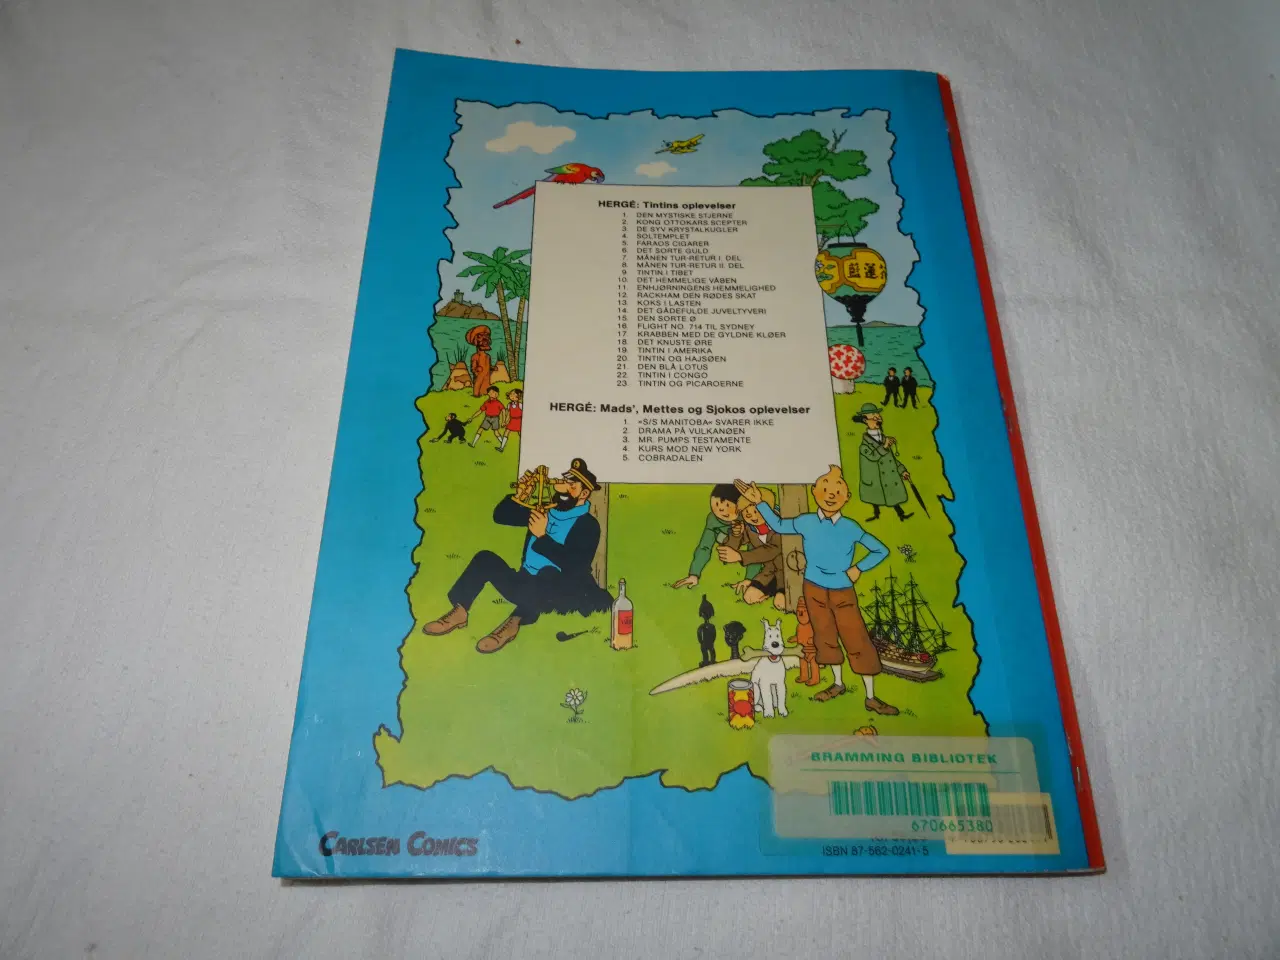 HERGÉ: Tintins oplevelser
1. DEN MYSTISKE STJERNE
2. KONG OTTOKARS SCEPTER
3. DE SYV KRYSTALKUGLER
4. SOLTEMPLET
5. FARAOS CIGARER
6. DET SORTE GULD
7. MÅNEN TUR-RETUR I. DEL
8. MÅNEN TUR-RETUR II. DEL
9. TINTIN I TIBET
10. DET HEMMELIGE VÅBEN
11. ENHJØRNINGENS HEMMELIGHED
12. RACKHAM DEN RØDES SKAT
13. KOKS I LASTEN
14. DET GÅDEFULDE JUVELTYVERI
15. DEN SORTE Ø
16. FLIGHT NO. 714 TIL SYDNEY
17. KRABBEN MED DE GYLDNE KLØER
18. DET KNUSTE ØRE
19. TINTIN I AMERIKA
20. TINTIN OG HAJSØEN
21. DEN BLÅ LOTUS
22. TINTIN I CONGO
23. TINTIN OG PICAROERNE
HERGÉ: Mads', Mettes og Sjokos oplevelser
1. »S/S MANITOBA« SVARER IKKE
2. DRAMA PÅ VULKANØEN
3. MR. PUMPS TESTAMENTE
4. KURS MOD NEW YORK
5. COBRADALEN
BRAMMING BIBLIOTEK
670665380
ISBN 87-562-0241-5
CARLSEN COMICS